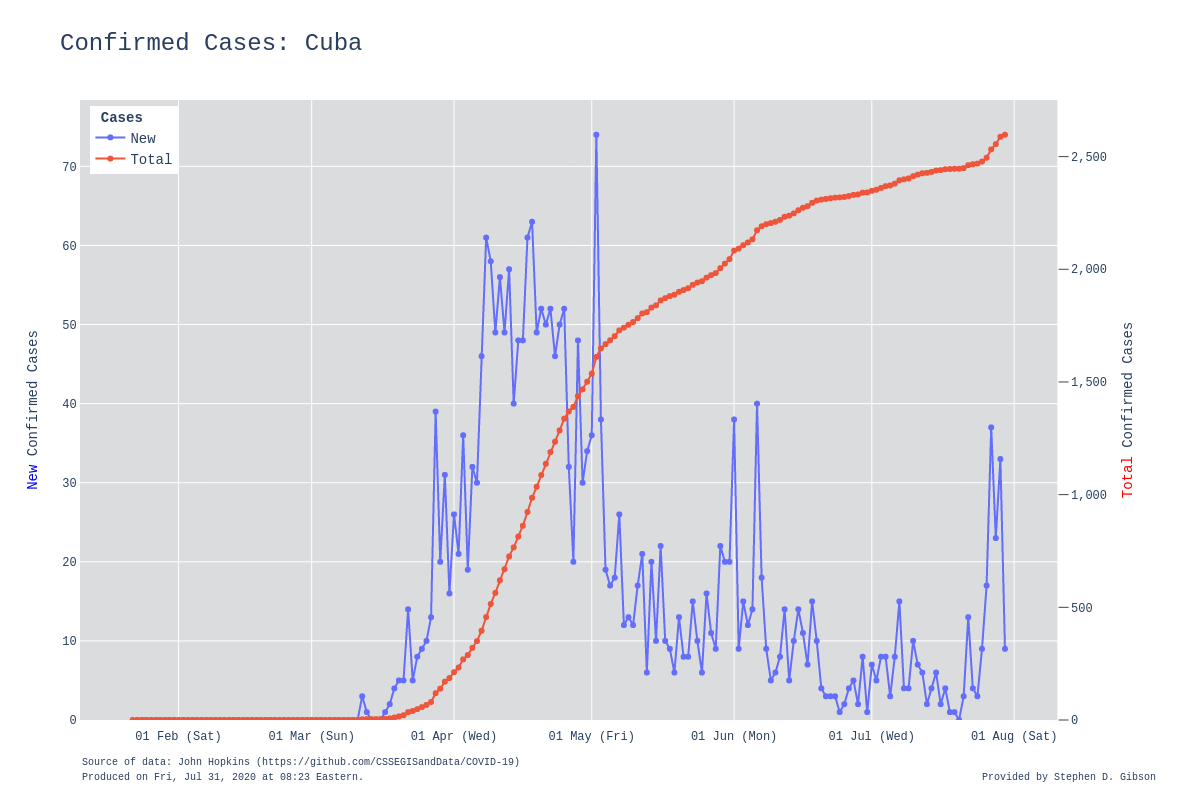 Confirmed Cases: Cuba
Cases
New
Total
70
60
50
40
30
20
10
0
2,500
2,000
1,500
1,000
500
0
New Confirmed Cases
Total Confirmed Cases
01 Feb (Sat)
01 Mar (Sun)
01 Apr (Wed)
01 May (Fri)
01 Jun (Mon)
01 Jul (Wed)
01 Aug (Sat)
Source of data: John Hopkins (https://github.com/CSSEGISandData/COVID-19)
Produced on Fri, Jul 31, 2020 at 08:23 Eastern.
Provided by Stephen D. Gibson